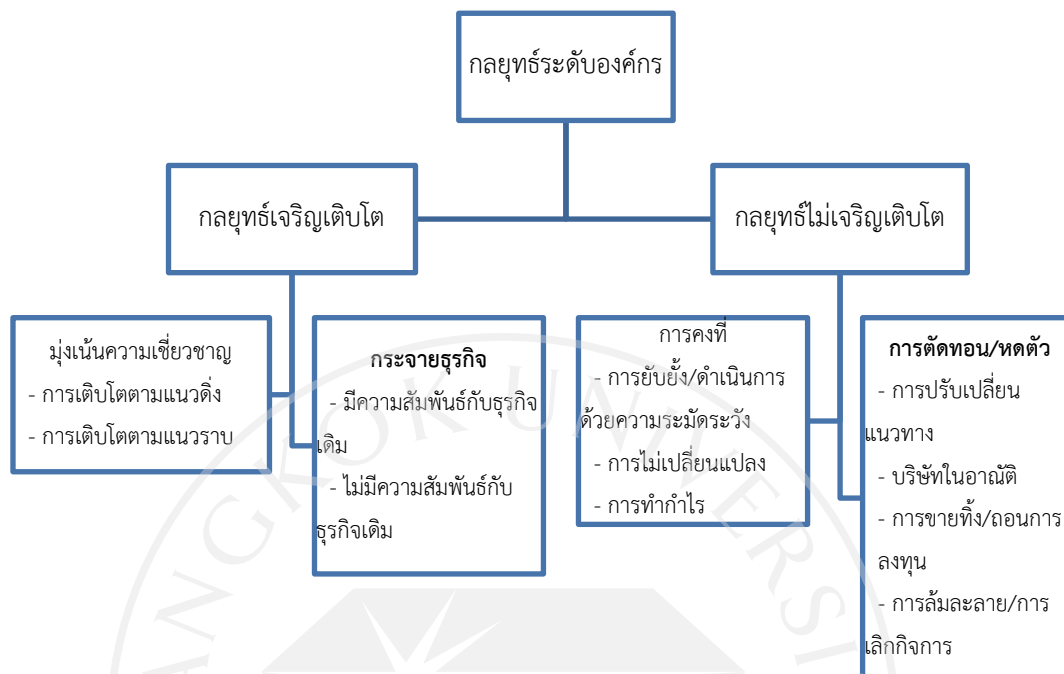 กลยุทธ์ระดับองค์กร
กลยุทธ์เจริญเติบโต
กลยุทธ์ไม่เจริญเติบโต
มุ่งเน้นความเชี่ยวชาญ
- การเติบโตตามแนวดิ่ง
- การเติบโตตามแนวราบ
กระจายธุรกิจ
- มีความสัมพันธ์กับธุรกิจ
เดิม
- ไม่มีความสัมพันธ์กับ
ธุรกิจเดิม
การคงที่
- การยับยั้ง/ดำเนินการ
ด้วยความระมัดระวัง
- การไม่เปลี่ยนแปลง
- การทำกำไร
การตัดทอน/หดตัว
- การปรับเปลี่ยน
แนวทาง
- บริษัทในอาณัติ
- การขายทิ้ง/ถอนการ
ลงทุน
- การล้มละลาย/การ
เลิกกิจการ
ANGKOK UNIVERSI